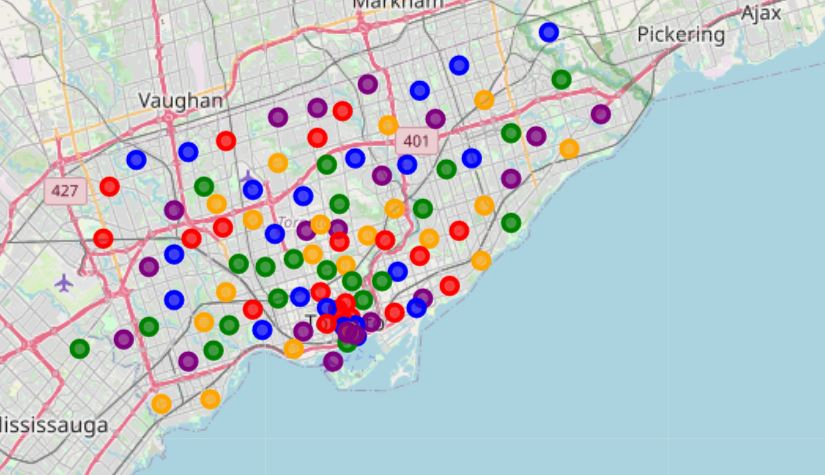 Markham
Ajax
Pickering
Vaughan
401
427
Mississauga